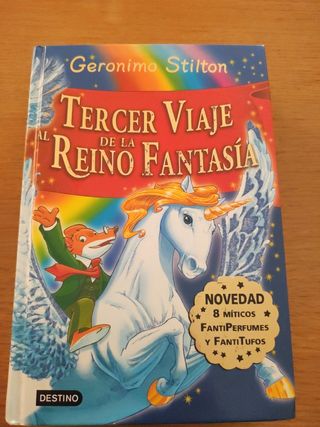 Geronimo Stilton
TERCER VIAJE
AL DE LA
REINO FANTASÍA
NOVEDAD
8 MÍTICOS
FANTIPERFUMES
Y FANTITUFOS
DESTINO